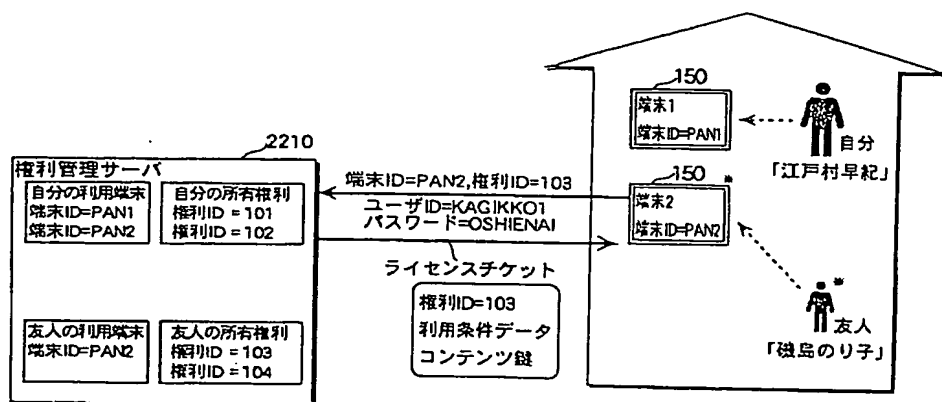 2210
権利管理サーバ
自分の利用端末
端末ID=PAN1
端末ID=PAN2
自分の所有権利
権利ID = 101
権利ID = 102
友人の利用端末
端末ID=PAN2
友人の所有権利
権利ID = 103
権利ID = 104
端末ID=PAN2,権利ID=103
ユーザID=KAGIKKO1
パスワード=OSHIENAI
ライセンスチケット
権利ID=103
利用条件データ
コンテンツ鍵
150
端末1
端末ID=PAN1
自分
「江戸村早紀」
150
端末2
端末ID=PAN2
友人
「磯島のり子」